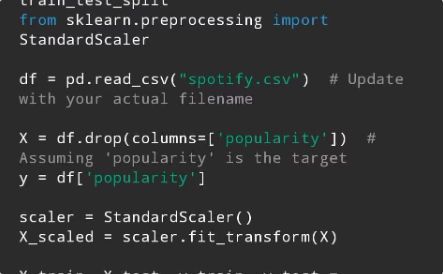 train_test_split
from sklearn.preprocessing import
StandardScaler
df = pd.read_csv("spotify.csv")  # Update
with your actual filename
X = df.drop(columns=['popularity'])  #
Assuming 'popularity' is the target
y = df['popularity']
scaler = StandardScaler()
X_scaled = scaler.fit_transform(X)
X_train, X_test, y_train, y_test =